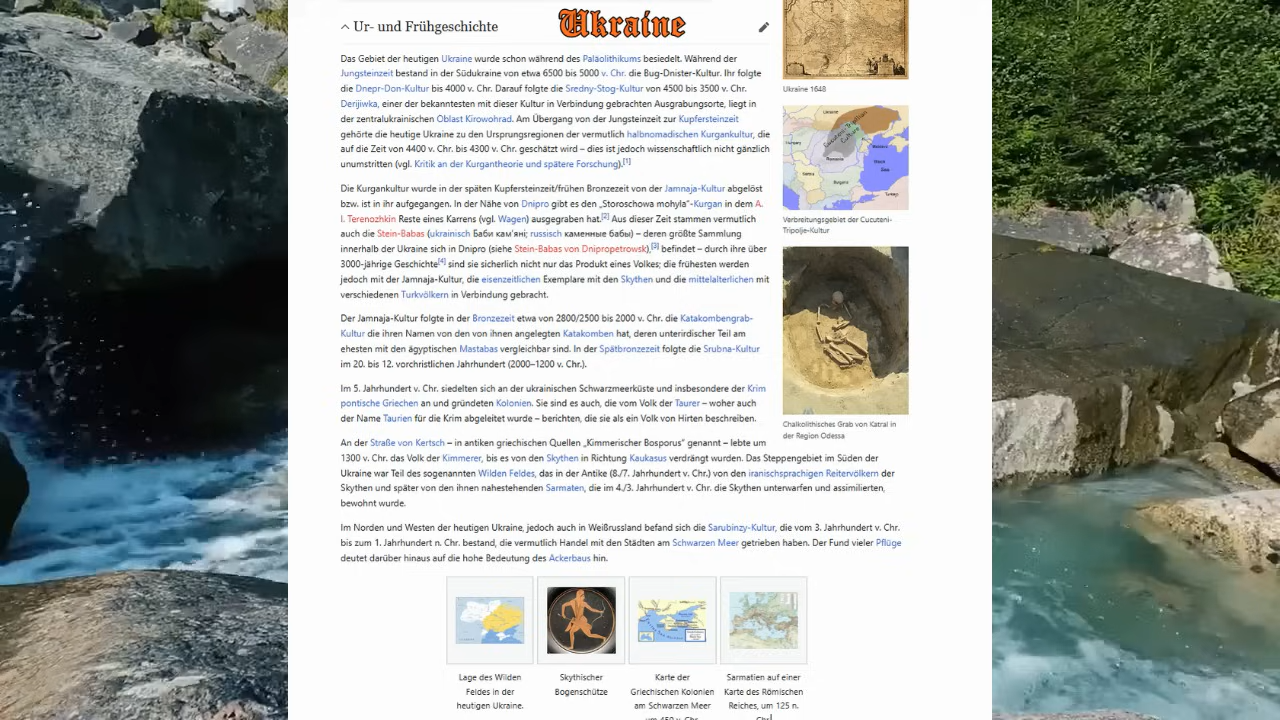 Ur- und Frühgeschichte
Ukraine
Das Gebiet der heutigen Ukraine wurde schon während des Paläolithikums besiedelt. Während der
Jungsteinzeit bestand in der Südukraine von etwa 6500 bis 5000 v. Chr. die Bug-Dnister-Kultur. Ihr folgte
die Dnepr-Don-Kultur bis 4000 v. Chr. Darauf folgte die Sredny-Stog-Kultur von 4500 bis 3500 v. Chr.
Derijiwka, einer der bekanntesten mit dieser Kultur in Verbindung gebrachten Ausgrabungsorte, liegt in
der zentralukrainischen Oblast Kirowohrad. Am Übergang von der Jungsteinzeit zur Kupfersteinzeit
gehörte die heutige Ukraine zu den Ursprungsregionen der vermutlich halbnomadischen Kurgankultur, die
auf die Zeit von 4400 v. Chr. bis 4300 v. Chr. geschätzt wird – dies ist jedoch wissenschaftlich nicht gänzlich
unumstritten (vgl. Kritik an der Kurgantheorie und spätere Forschung).[1]
Die Kurgankultur wurde in der späten Kupfersteinzeit/frühen Bronzezeit von der Jamnaja-Kultur abgelöst
bzw. ist in ihr aufgegangen. In der Nähe von Dnipro gibt es den „Storoschowa mohyla“-Kurgan in dem A.
I. Terenozhkin Reste eines Karrens (vgl. Wagen) ausgegraben hat.[2] Aus dieser Zeit stammen vermutlich
auch die Stein-Babas (ukrainisch Баби кам'яні; russisch каменные бабы) – deren größte Sammlung
innerhalb der Ukraine sich in Dnipro (siehe Stein-Babas von Dnipropetrowsk),[3] befindet – durch ihre über
3000-jährige Geschichte[4] sind sie sicherlich nicht nur das Produkt eines Volkes; die frühesten werden
jedoch mit der Jamnaja-Kultur, die eisenzeitlichen Exemplare mit den Skythen und die mittelalterlichen mit
verschiedenen Turkvölkern in Verbindung gebracht.
Der Jamnaja-Kultur folgte in der Bronzezeit etwa von 2800/2500 bis 2000 v. Chr. die Katakombengrab-
Kultur die ihren Namen von den von ihnen angelegten Katakomben hat, deren unterirdischer Teil am
ehesten mit den ägyptischen Mastabas vergleichbar sind. In der Spätbronzezeit folgte die Srubna-Kultur
im 20. bis 12. vorchristlichen Jahrhundert (2000–1200 v. Chr.).
Im 5. Jahrhundert v. Chr. siedelten sich an der ukrainischen Schwarzmeerküste und insbesondere der Krim
pontische Griechen an und gründeten Kolonien. Sie sind es auch, die vom Volk der Taurer – woher auch
der Name Taurien für die Krim abgeleitet wurde – berichten, die sie als ein Volk von Hirten beschreiben.
An der Straße von Kertsch – in antiken griechischen Quellen „Kimmerischer Bosporus“ genannt – lebte um
1300 v. Chr. das Volk der Kimmerer, bis es von den Skythen in Richtung Kaukasus verdrängt wurden. Das Steppengebiet im Süden der
Ukraine war Teil des sogenannten Wilden Feldes, das in der Antike (8./7. Jahrhundert v. Chr.) von den iranischsprachigen Reitervölkern der
Skythen und später von den ihnen nahestehenden Sarmaten, die im 4./3. Jahrhundert v. Chr. die Skythen unterwarfen und assimilierten,
bewohnt wurde.
Im Norden und Westen der heutigen Ukraine, jedoch auch in Weißrussland befand sich die Sarubinzy-Kultur, die vom 3. Jahrhundert v. Chr.
bis zum 1. Jahrhundert n. Chr. bestand, die vermutlich Handel mit den Städten am Schwarzen Meer getrieben haben. Der Fund vieler Pflüge
deutet darüber hinaus auf die hohe Bedeutung des Ackerbaus hin.
Ukraine 1648
Cucuteni-Trypillian
Culture
Romania
Bulgaria
Black
Sea
Turkey
Verbreitungsgebiet der Cucuteni-
Tripolje-Kultur
Chalkolithisches Grab von Katral in
der Region Odessa
Lage des Wilden
Feldes in der
heutigen Ukraine.
Skythischer
Bogenschütze
Karte der
Griechischen Kolonien
am Schwarzen Meer
um 450 v. Chr.
Sarmatien auf einer
Karte des Römischen
Reiches, um 125 n.
Chr.